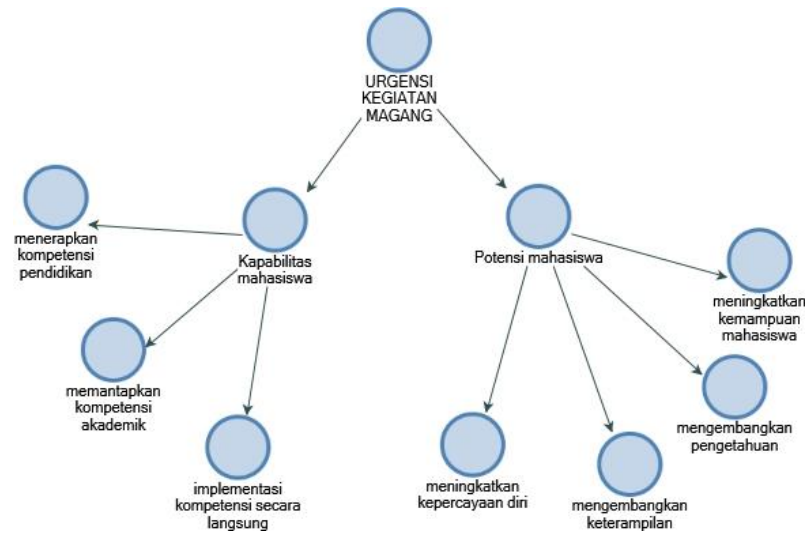 URGENSI
KEGIATAN
MAGANG
Kapabilitas
mahasiswa
Potensi mahasiswa
menerapkan
kompetensi
pendidikan
memantapkan
kompetensi
akademik
implementasi
kompetensi secara
langsung
meningkatkan
kepercayaan diri
mengembangkan
keterampilan
mengembangkan
pengetahuan
meningkatkan
kemampuan
mahasiswa